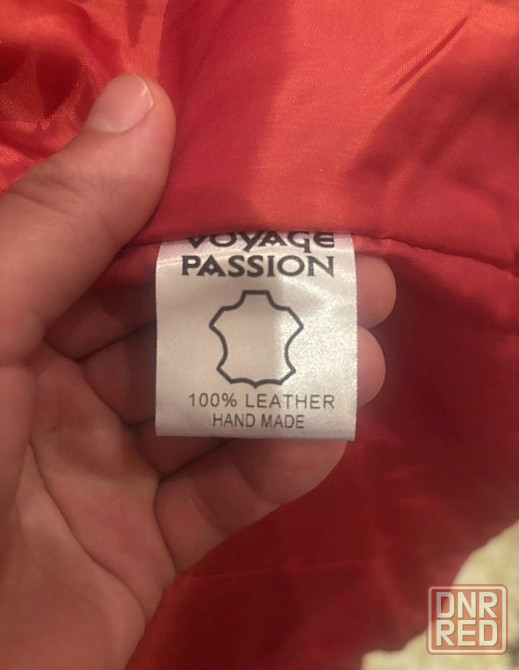 VOYAGE
PASSION
100% LEATHER
HAND MADE
DNR
RED